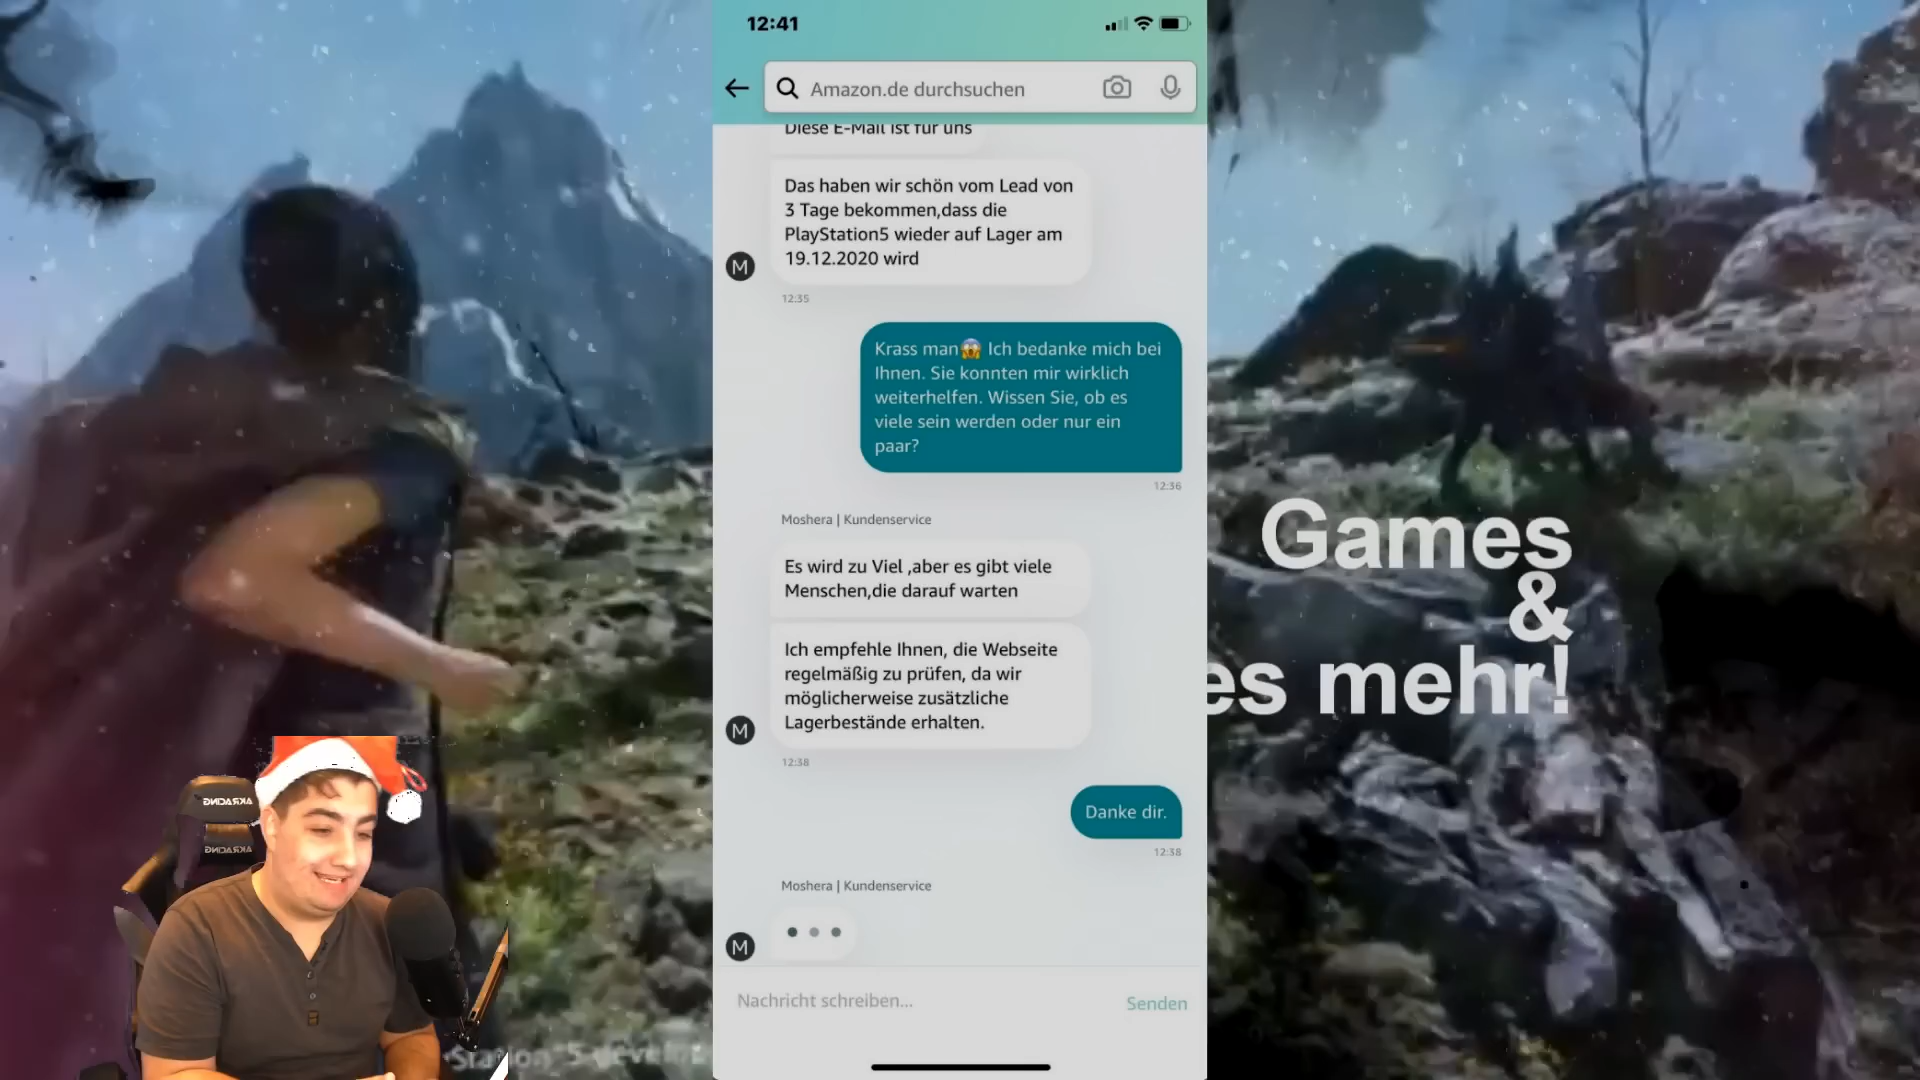 12:41
Amazon.de durchsuchen
Diese E-Mail ist für uns
Das haben wir schön vom Lead von
3 Tage bekommen,dass die
PlayStation5 wieder auf Lager am
19.12.2020 wird
M
12:35
Krass man😱 Ich bedanke mich bei
Ihnen. Sie konnten mir wirklich
weiterhelfen. Wissen Sie, ob es
viele sein werden oder nur ein
paar?
12:36
Moshera | Kundenservice
Es wird zu Viel ,aber es gibt viele
Menschen,die darauf warten
Ich empfehle Ihnen, die Webseite
regelmäßig zu prüfen, da wir
möglicherweise zusätzliche
Lagerbestände erhalten.
M
12:38
Danke dir.
12:38
Moshera | Kundenservice
M
Nachricht schreiben...
Senden
Games
&
es mehr!
AKRACING
AKRACING